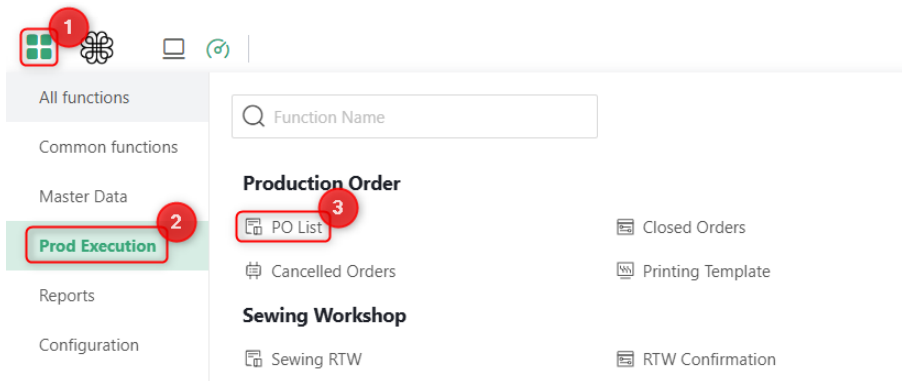 1
All functions
Function Name
Common functions
Production Order
Master Data
3
2
PO List
Closed Orders
Prod Execution
Cancelled Orders
Printing Template
Reports
Sewing Workshop
Configuration
Sewing RTW
RTW Confirmation